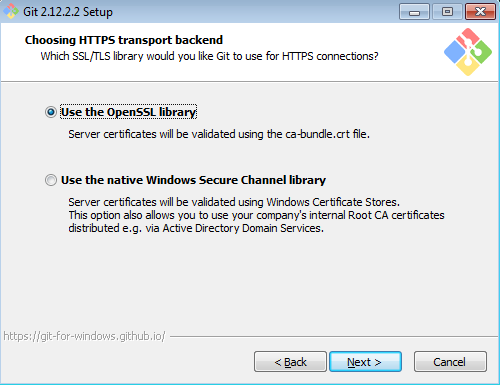 Git 2.12.2.2 Setup
Choosing HTTPS transport backend
Which SSL/TLS library would you like Git to use for HTTPS connections?
Use the OpenSSL library
Server certificates will be validated using the ca-bundle.crt file.
Use the native Windows Secure Channel library
Server certificates will be validated using Windows Certificate Stores.
This option also allows you to use your company's internal Root CA certificates
distributed e.g. via Active Directory Domain Services.
https://git-for-windows.github.io/
< Back Next > Cancel